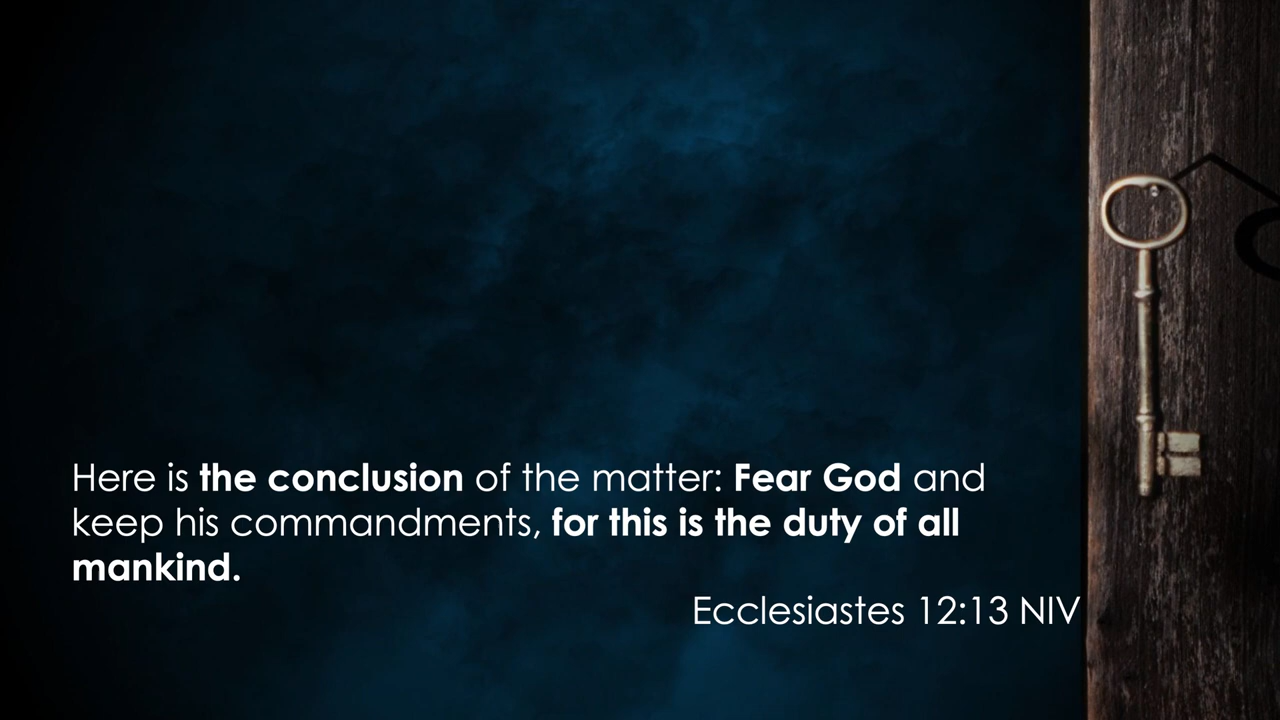 Here is the conclusion of the matter: Fear God and
keep his commandments, for this is the duty of all
mankind.
Ecclesiastes 12:13 NIV